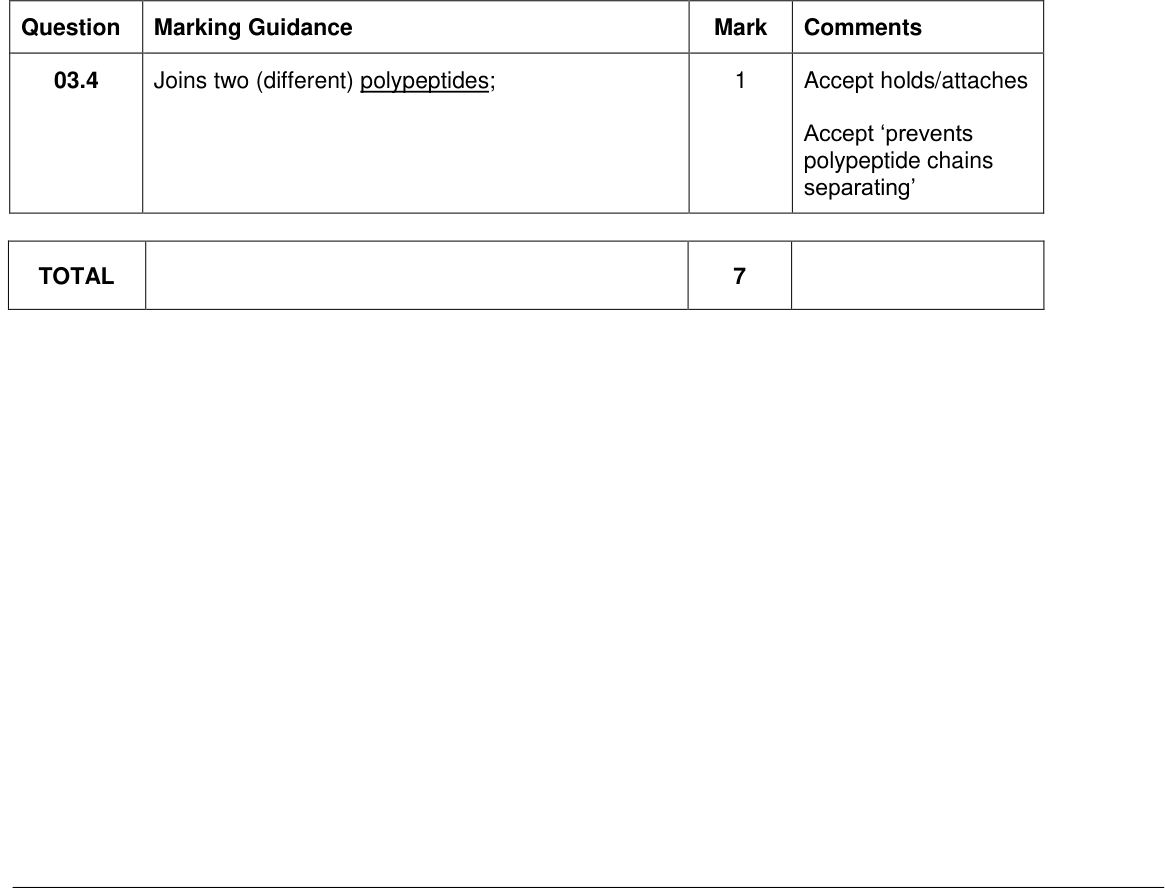 Question Marking Guidance Mark Comments
03.4 Joins two (different) polypeptides; 1 Accept holds/attaches
Accept ‘prevents
polypeptide chains
separating’
TOTAL 7